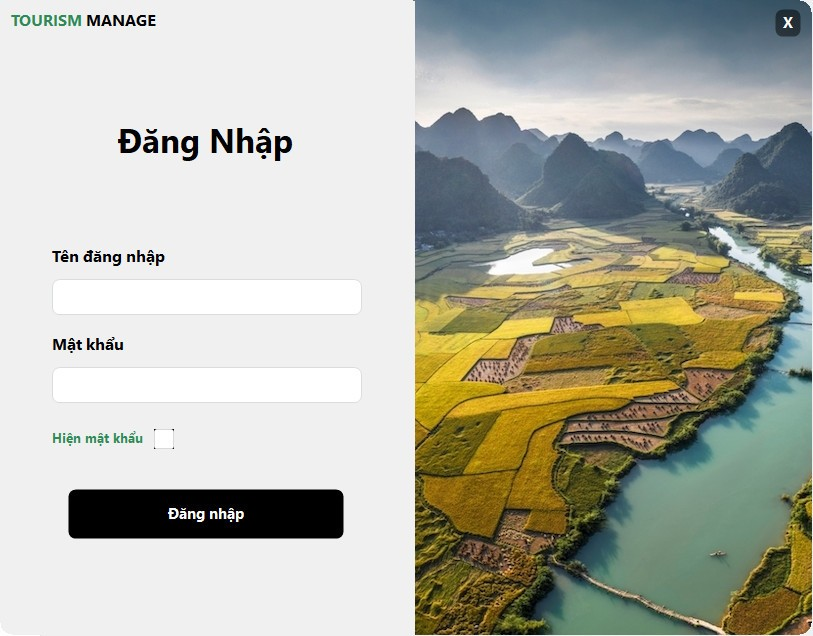 TOURISM MANAGE
X
Đăng Nhập
Tên đăng nhập
Mật khẩu
Hiện mật khẩu
Đăng nhập